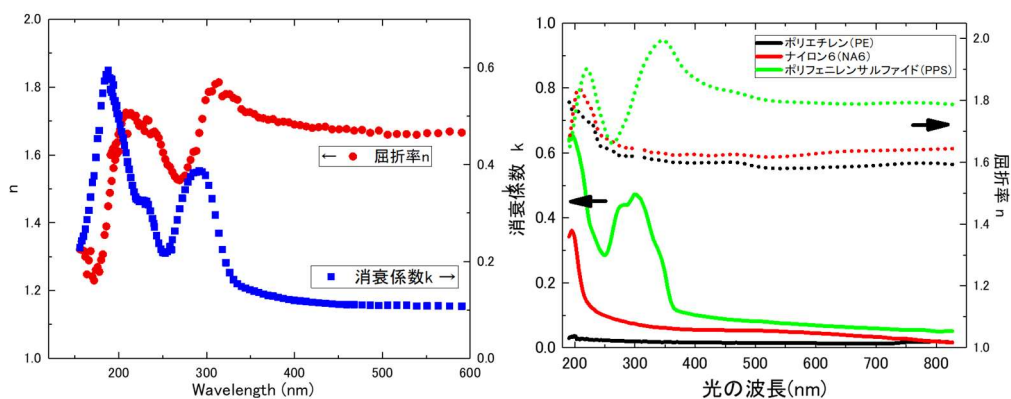 2.0
1.8
1.6
1.4
1.2
1.0
n
0.6
0.4
0.2
0.0
← 屈折率n
消衰係数k →
200 300 400 500 600
Wavelength (nm)
1.0
0.8
0.6
0.4
0.2
0.0
消衰係数 k
ポリエチレン(PE)
ナイロン6(NA6)
ポリフェニレンサルファイド(PPS)
2.0
1.8
1.6
1.4
1.2
1.0
屈折率 n
200 300 400 500 600 700 800
光の波長(nm)